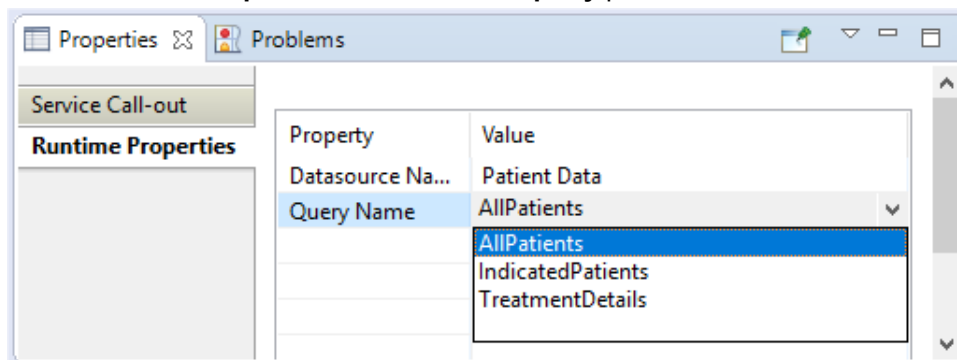 Properties Problems
Service Call-out
Runtime Properties
Property Value
Datasource Na... Patient Data
Query Name AllPatients
AllPatients
IndicatedPatients
TreatmentDetails